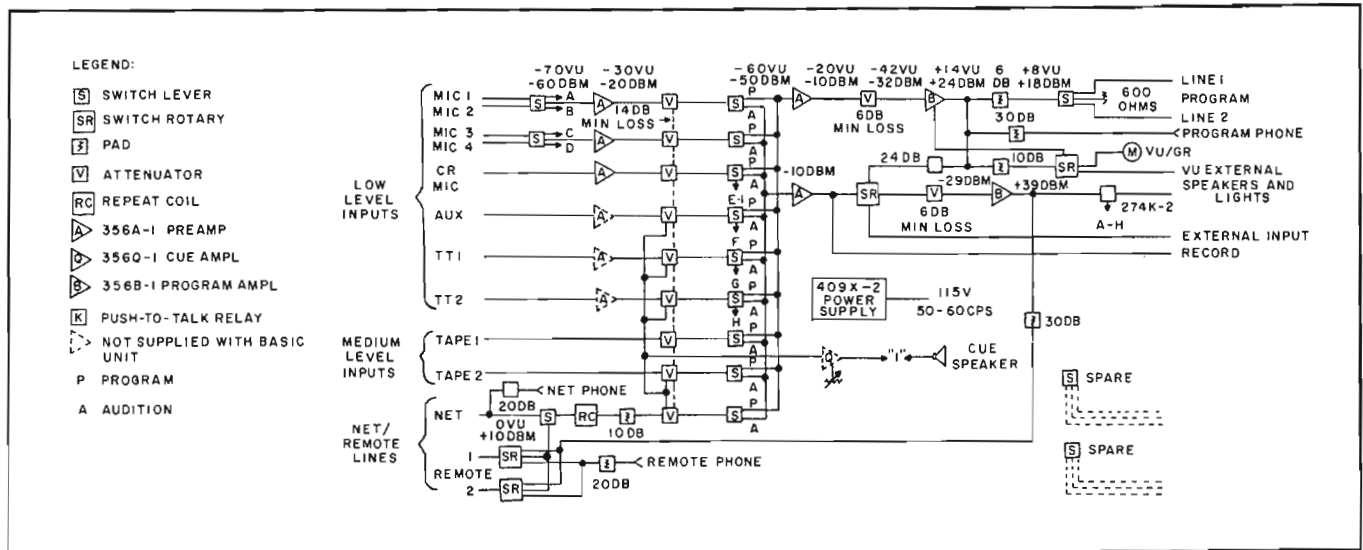 LEGEND:
S SWITCH LEVER
SR SWITCH ROTARY
PAD
V ATTENUATOR
RC REPEAT COIL
A 356A-1 PREAMP
Q 356Q-1 CUE AMPL
B 356B-1 PROGRAM AMPL
K PUSH-TO-TALK RELAY
NOT SUPPLIED WITH BASIC
UNIT
P PROGRAM
A AUDITION
-70VU -30VU -60VU -20VU -42VU +14VU 6 +8VU
-60DBM -20DBM -50DBM -10DBM -32DBM +24DBM DB +18DBM
LOW
LEVEL
INPUTS
MIC 1
MIC 2
S A
B
A 14DB
MIN LOSS
V S P
A
A V 6DB
MIN LOSS
B S
LINE 1
600
OHMS
PROGRAM
LINE 2
MIC 3
MIC 4
S C
D
A V S P
A
30DB
PROGRAM PHONE
CR
MIC
A V S P
A
E-I
24DB 10DB SR M VU/GR
VU EXTERNAL
-10DBM
A SR V -29DBM B +39DBM
6DB
MIN LOSS
SPEAKERS AND
LIGHTS
274K-2
A-H
AUX A V S P
A
F
EXTERNAL INPUT
RECORD
TT1 A V S P
A
G
TT2 A V S P
A
H
409X-2
POWER
SUPPLY
115V
50-60CPS
30DB
MEDIUM
LEVEL
INPUTS
TAPE 1 V S P
A
TAPE 2 V S P
A
Q "I" CUE
SPEAKER
NET/
REMOTE
LINES
NET
20DB
NET PHONE
0VU
+10DBM
S RC 10DB V S P
A
1 SR
REMOTE
2 SR
20DB
REMOTE PHONE
S SPARE
S SPARE